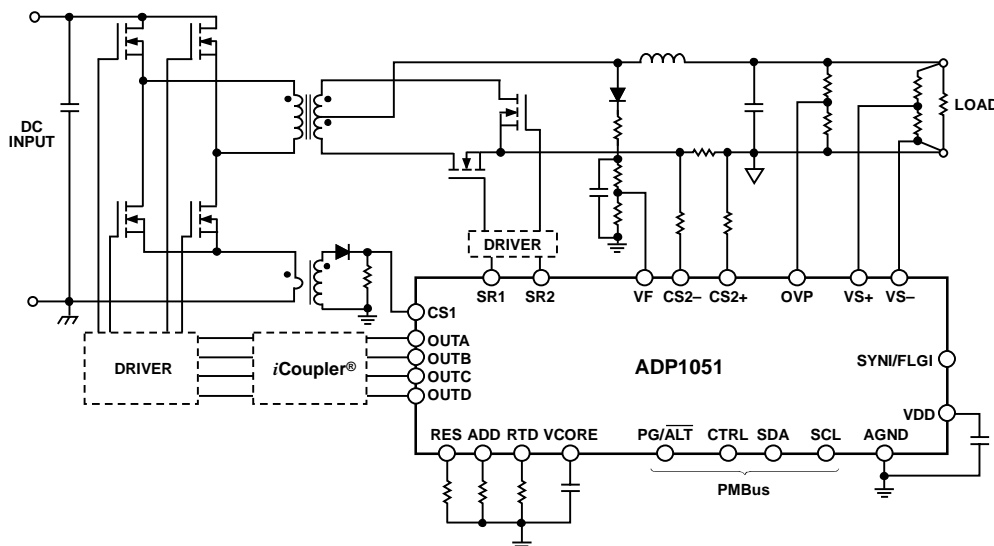 DC
INPUT
LOAD
DRIVER
SR1 SR2 VF CS2– CS2+ OVP VS+ VS–
CS1
OUTA
OUTB
OUTC
OUTD
DRIVER
iCoupler®
ADP1051
SYNI/FLGI
VDD
RES ADD RTD VCORE PG/ALT CTRL SDA SCL AGND
PMBus